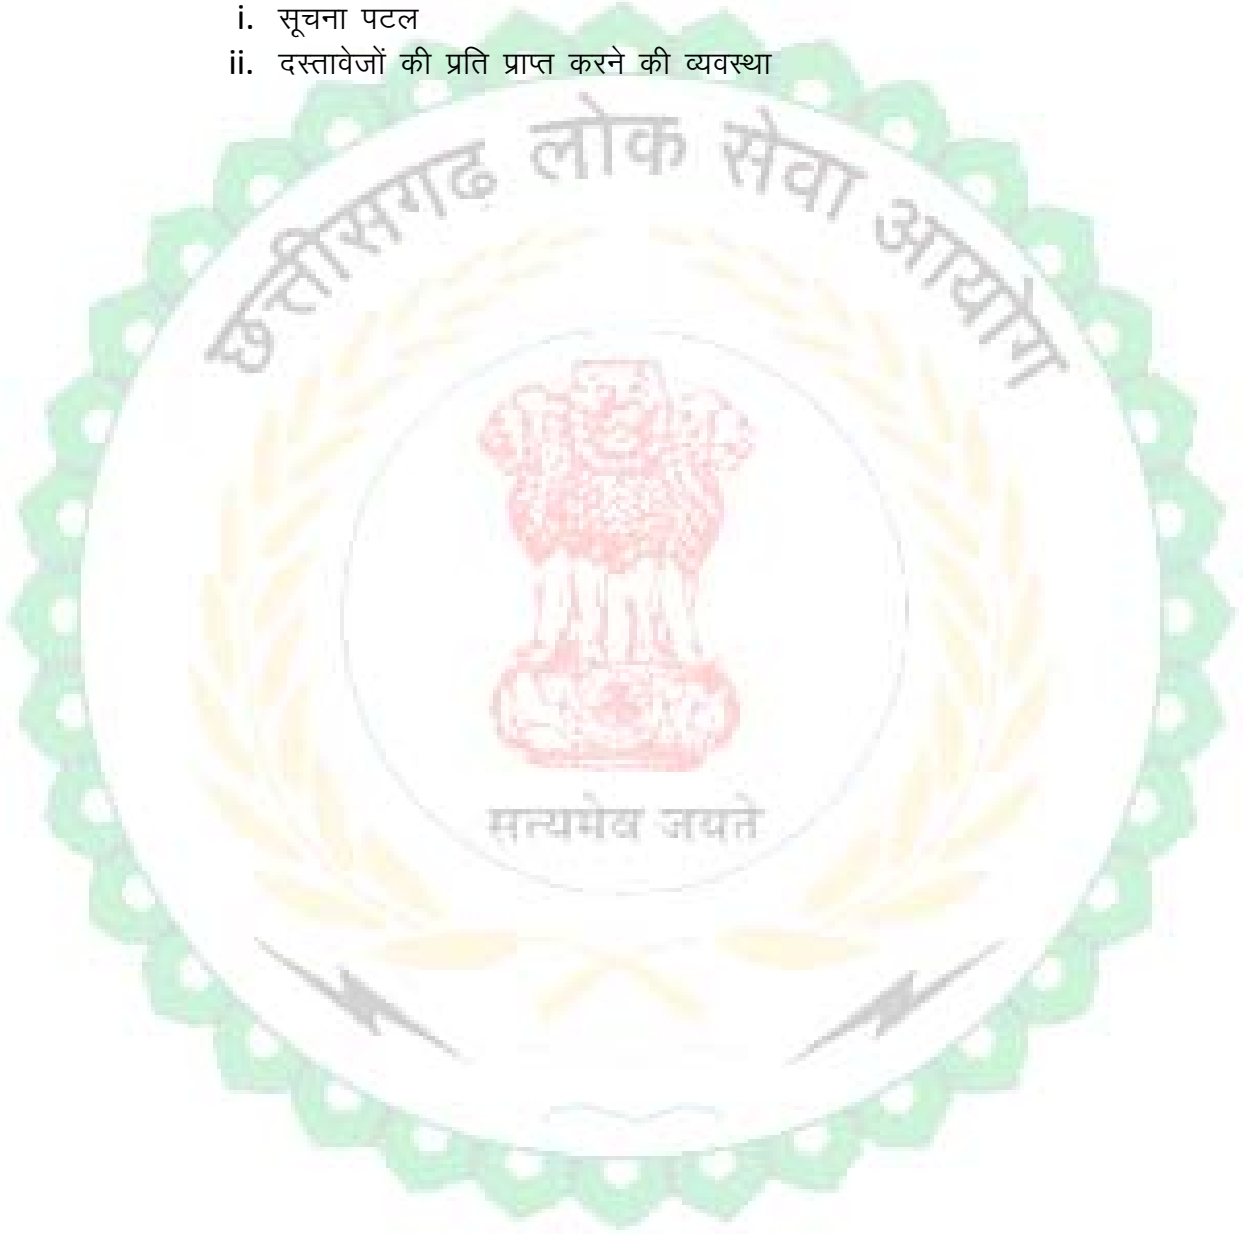 i. सूचना पटल
ii. दस्तावेजों की प्रति प्राप्त करने की व्यवस्था
छत्तीसगढ लोक सेवा आयोग
सत्यमेव जयते